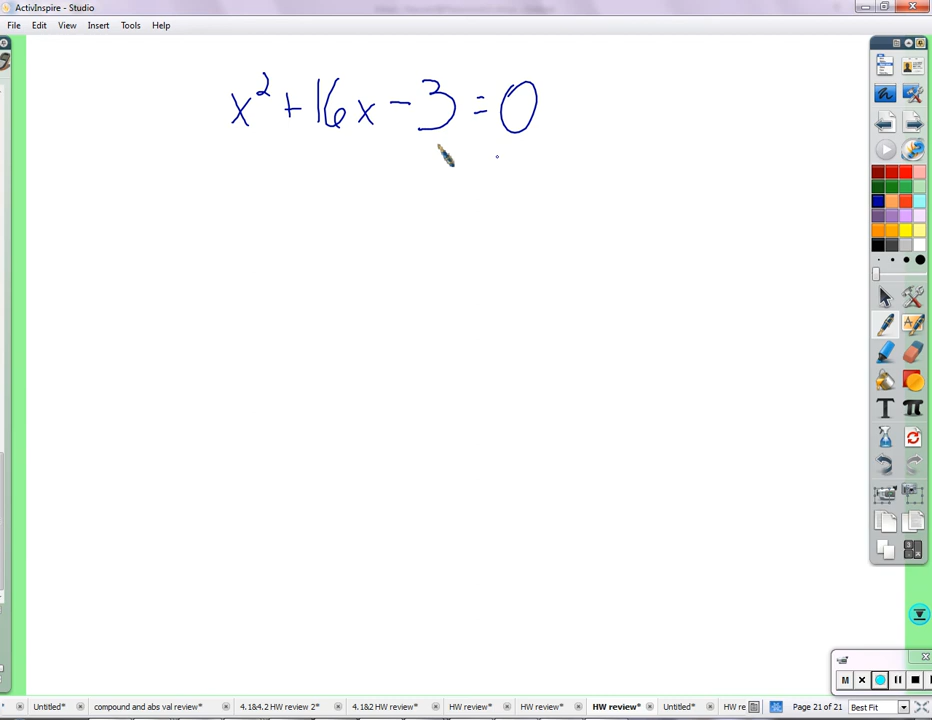 ActivInspire - Studio
File Edit View Insert Tools Help
x² + 16x - 3 = 0
M
Untitled* compound and abs val review* 4.1&4.2 HW review 2* 4.1&2 HW review* HW review* HW review* HW review* Untitled* HW re Page 21 of 21 Best Fit